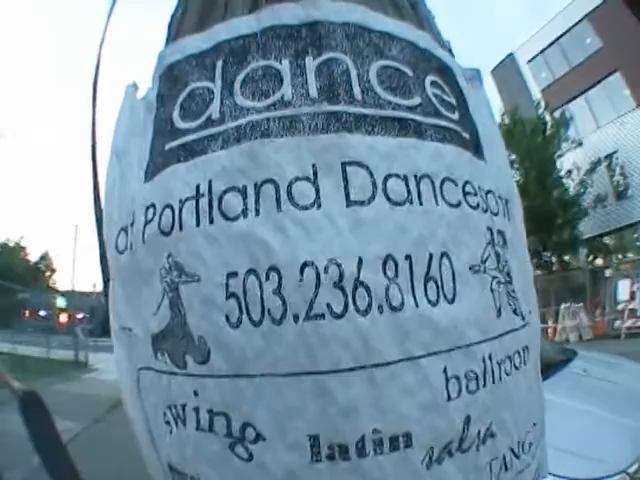 dance
at Portland Dancesport
503.236.8160
ballroom
swing
latin
salsa
TANGO